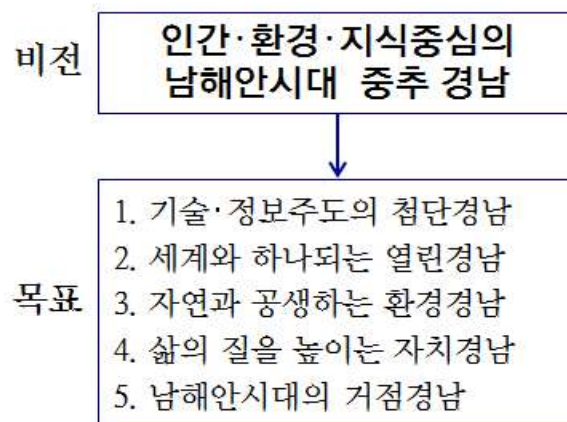 비전
인간·환경·지식중심의
남해안시대 중추 경남
목표
1. 기술·정보주도의 첨단경남
2. 세계와 하나되는 열린경남
3. 자연과 공생하는 환경경남
4. 삶의 질을 높이는 자치경남
5. 남해안시대의 거점경남